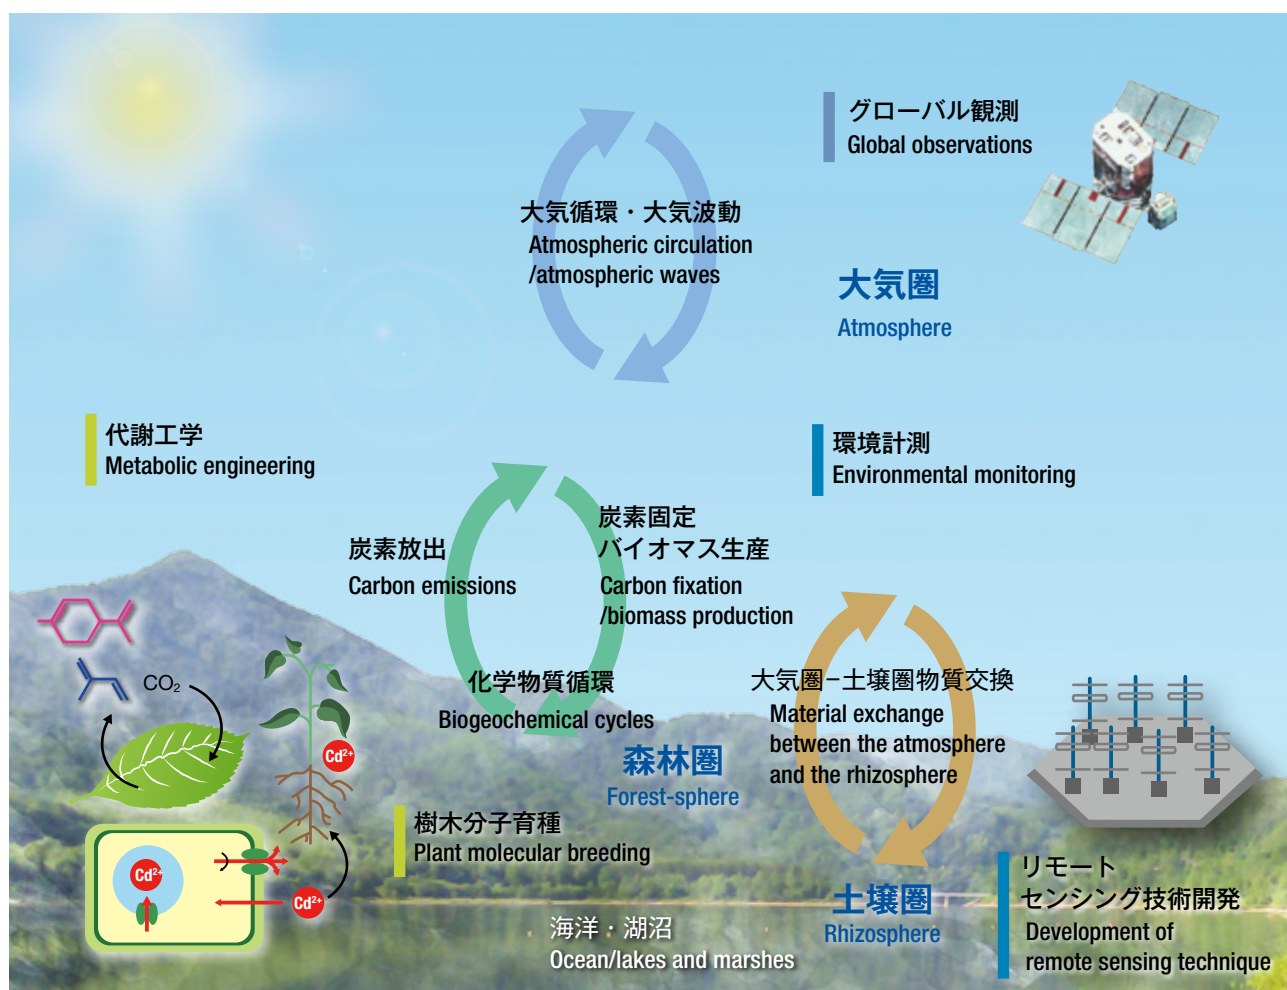 グローバル観測
Global observations
大気循環・大気波動
Atmospheric circulation
/atmospheric waves
大気圏
Atmosphere
代謝工学
Metabolic engineering
環境計測
Environmental monitoring
炭素放出
Carbon emissions
炭素固定
バイオマス生産
Carbon fixation
/biomass production
化学物質循環
Biogeochemical cycles
大気圏−土壌圏物質交換
Material exchange
between the atmosphere
and the rhizosphere
CO₂
Cd²⁺
森林圏
Forest-sphere
樹木分子育種
Plant molecular breeding
Cd²⁺
Cd²⁺
土壌圏
Rhizosphere
リモート
センシング技術開発
Development of
remote sensing technique
海洋・湖沼
Ocean/lakes and marshes